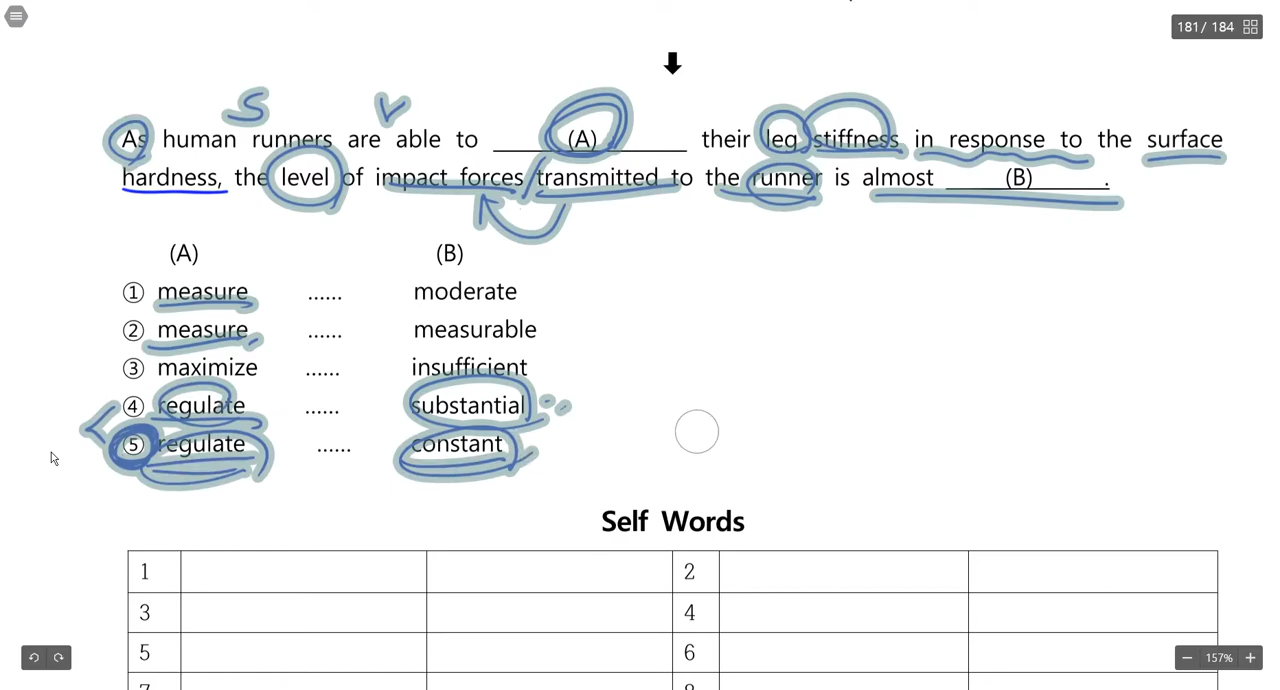 181/ 184
S V
As human runners are able to (A) their leg stiffness in response to the surface
hardness, the level of impact forces transmitted to the runner is almost (B) .
(A) (B)
① measure ...... moderate
② measure ...... measurable
③ maximize ...... insufficient
④ regulate ...... substantial
⑤ regulate ...... constant
Self Words
1 2
3 4
5 6
157%